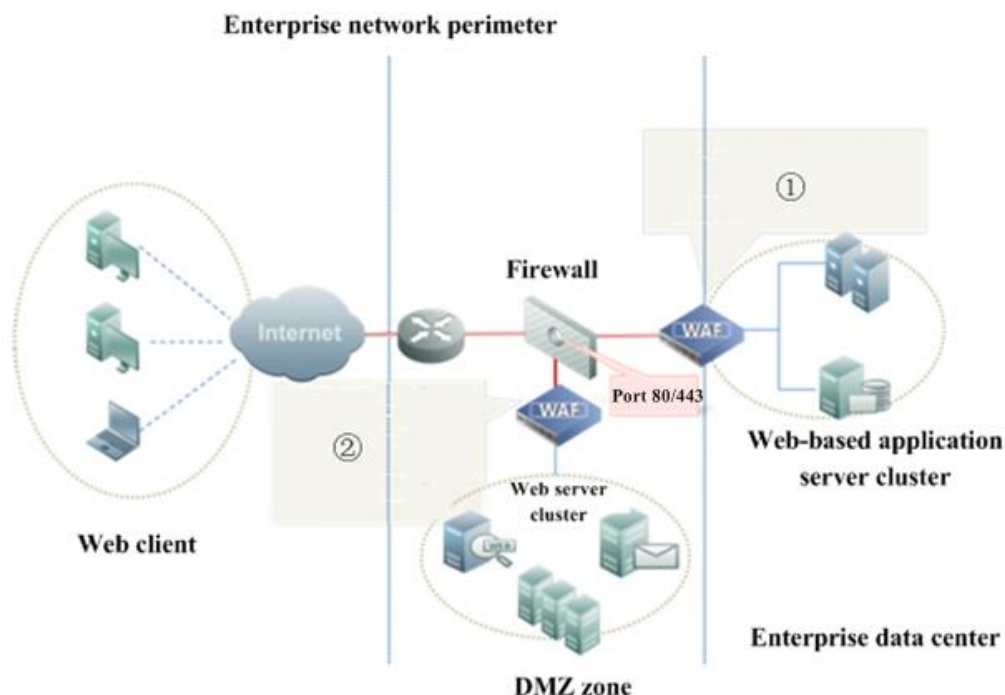 Enterprise network perimeter
①
Firewall
Internet
WAF
Port 80/443
WAF
②
Web-based application
server cluster
Web server
cluster
Web client
Enterprise data center
DMZ zone